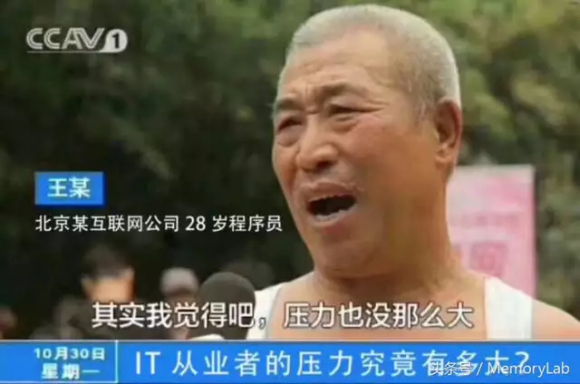 CCAV 1
王某
北京某互联网公司 28 岁程序员
其实我觉得吧，压力也没那么大
10月30日
星期一
IT 从业者的压力究竟有多大？
头条号 / MemoryLab